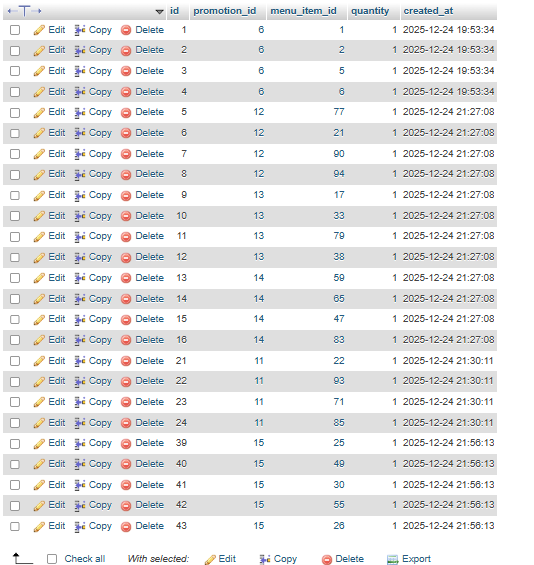 id promotion_id menu_item_id quantity created_at
Edit Copy Delete 1 6 1 1 2025-12-24 19:53:34
Edit Copy Delete 2 6 2 1 2025-12-24 19:53:34
Edit Copy Delete 3 6 5 1 2025-12-24 19:53:34
Edit Copy Delete 4 6 6 1 2025-12-24 19:53:34
Edit Copy Delete 5 12 77 1 2025-12-24 21:27:08
Edit Copy Delete 6 12 21 1 2025-12-24 21:27:08
Edit Copy Delete 7 12 90 1 2025-12-24 21:27:08
Edit Copy Delete 8 12 94 1 2025-12-24 21:27:08
Edit Copy Delete 9 13 17 1 2025-12-24 21:27:08
Edit Copy Delete 10 13 33 1 2025-12-24 21:27:08
Edit Copy Delete 11 13 79 1 2025-12-24 21:27:08
Edit Copy Delete 12 13 38 1 2025-12-24 21:27:08
Edit Copy Delete 13 14 59 1 2025-12-24 21:27:08
Edit Copy Delete 14 14 65 1 2025-12-24 21:27:08
Edit Copy Delete 15 14 47 1 2025-12-24 21:27:08
Edit Copy Delete 16 14 83 1 2025-12-24 21:27:08
Edit Copy Delete 21 11 22 1 2025-12-24 21:30:11
Edit Copy Delete 22 11 93 1 2025-12-24 21:30:11
Edit Copy Delete 23 11 71 1 2025-12-24 21:30:11
Edit Copy Delete 24 11 85 1 2025-12-24 21:30:11
Edit Copy Delete 39 15 25 1 2025-12-24 21:56:13
Edit Copy Delete 40 15 49 1 2025-12-24 21:56:13
Edit Copy Delete 41 15 30 1 2025-12-24 21:56:13
Edit Copy Delete 42 15 55 1 2025-12-24 21:56:13
Edit Copy Delete 43 15 26 1 2025-12-24 21:56:13
Check all With selected: Edit Copy Delete Export